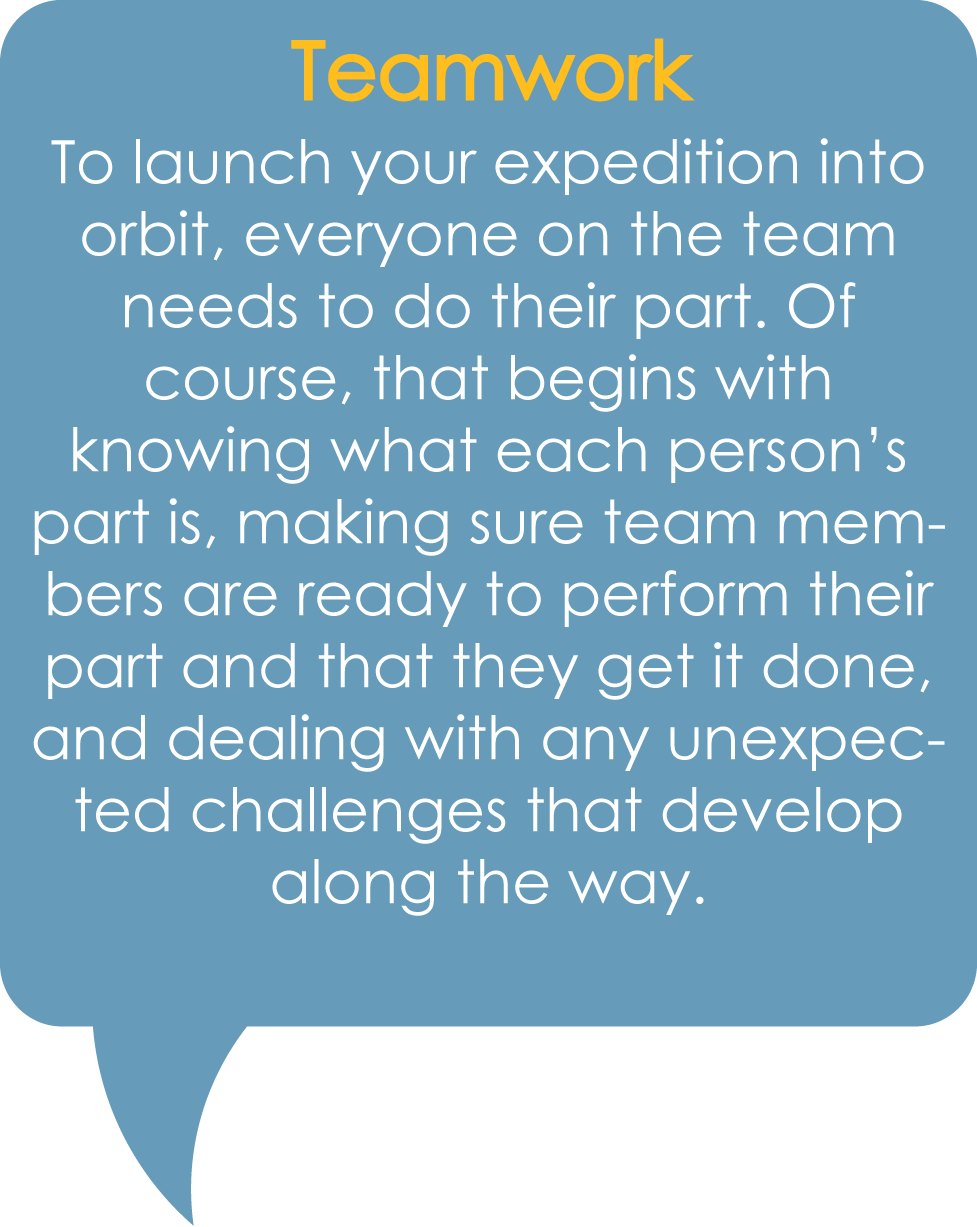 Teamwork
To launch your expedition into
orbit, everyone on the team
needs to do their part. Of
course, that begins with
knowing what each person’s
part is, making sure team mem-
bers are ready to perform their
part and that they get it done,
and dealing with any unexpec-
ted challenges that develop
along the way.